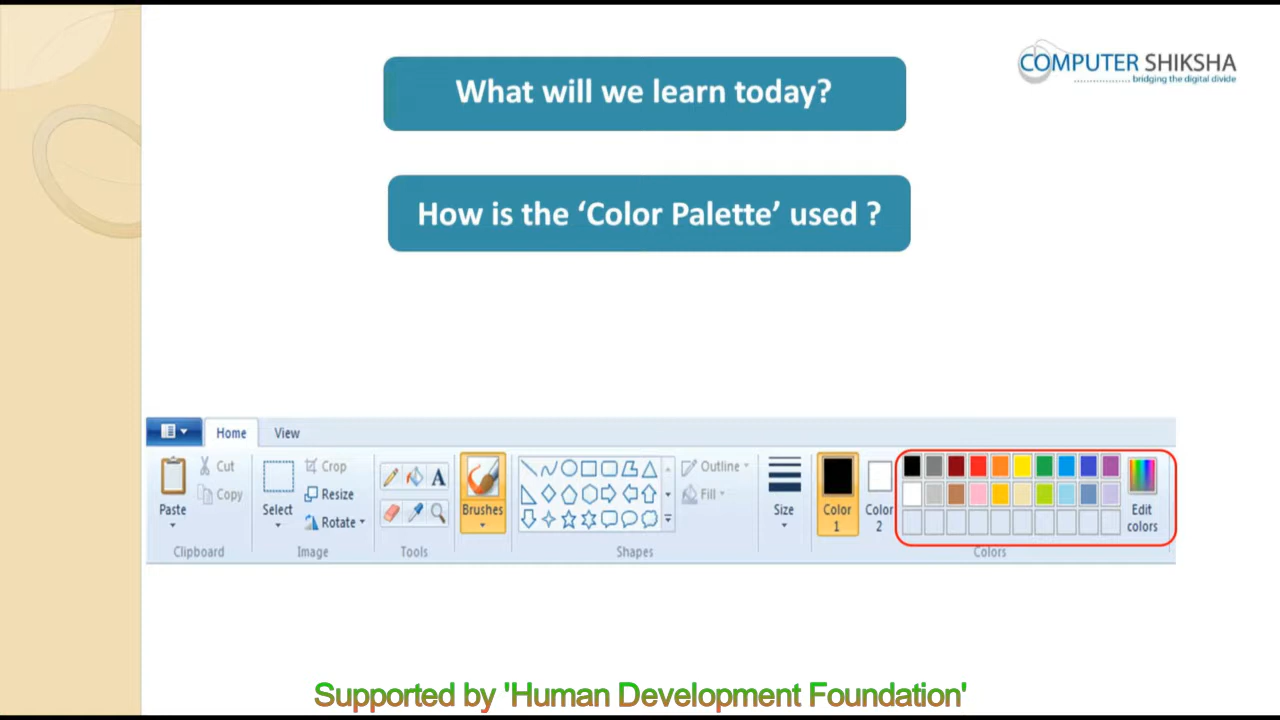 What will we learn today?
COMPUTER SHIKSHA
bridging the digital divide
How is the ‘Color Palette’ used ?
Home View
Cut
Copy
Paste
Clipboard
Crop
Resize
Rotate
Select
Image
A
Tools
Brushes
Outline
Fill
Shapes
Size
Color 1
Color 2
Edit colors
Colors
Supported by 'Human Development Foundation'